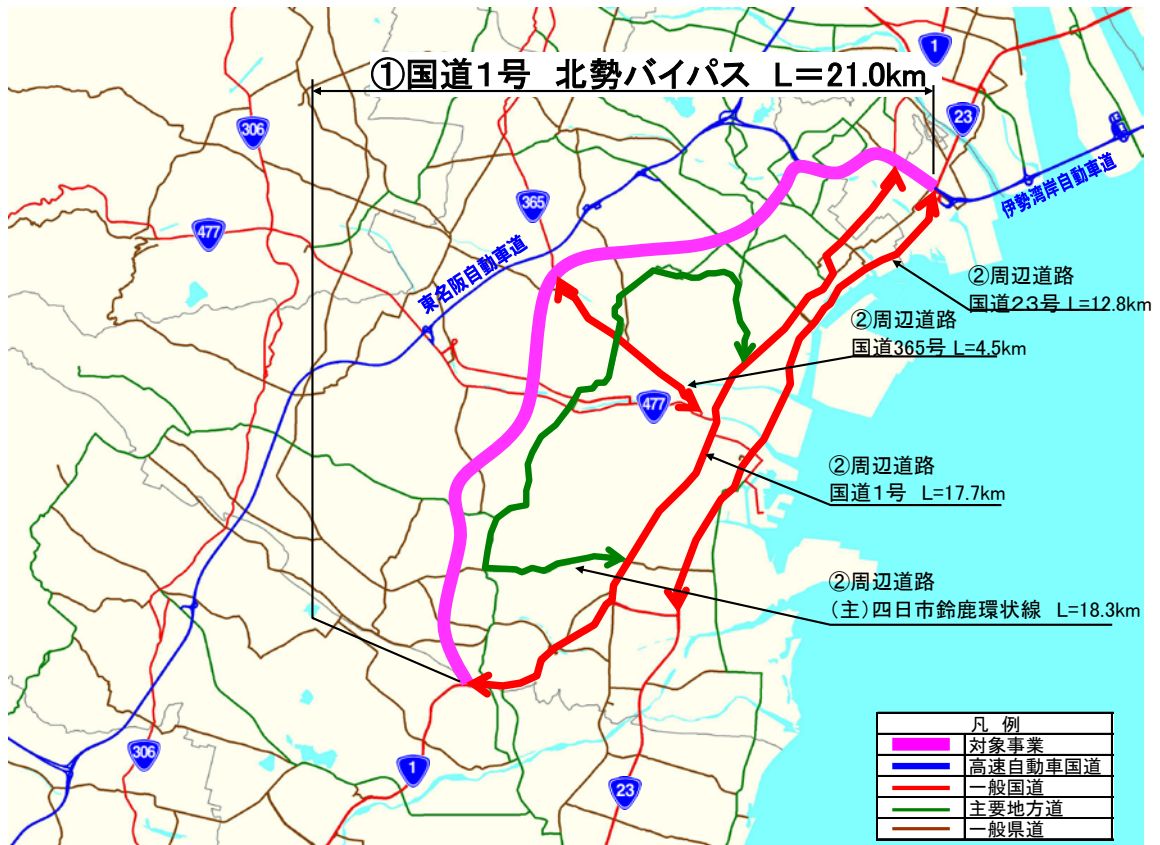 ①国道1号 北勢バイパス L=21.0km
1
23
306
365
477
伊勢湾岸自動車道
東名阪自動車道
②周辺道路
国道23号 L=12.8km
②周辺道路
国道365号 L=4.5km
477
②周辺道路
国道1号 L=17.7km
②周辺道路
(主)四日市鈴鹿環状線 L=18.3km
306
1
23
凡 例
対象事業
高速自動車国道
一般国道
主要地方道
一般県道